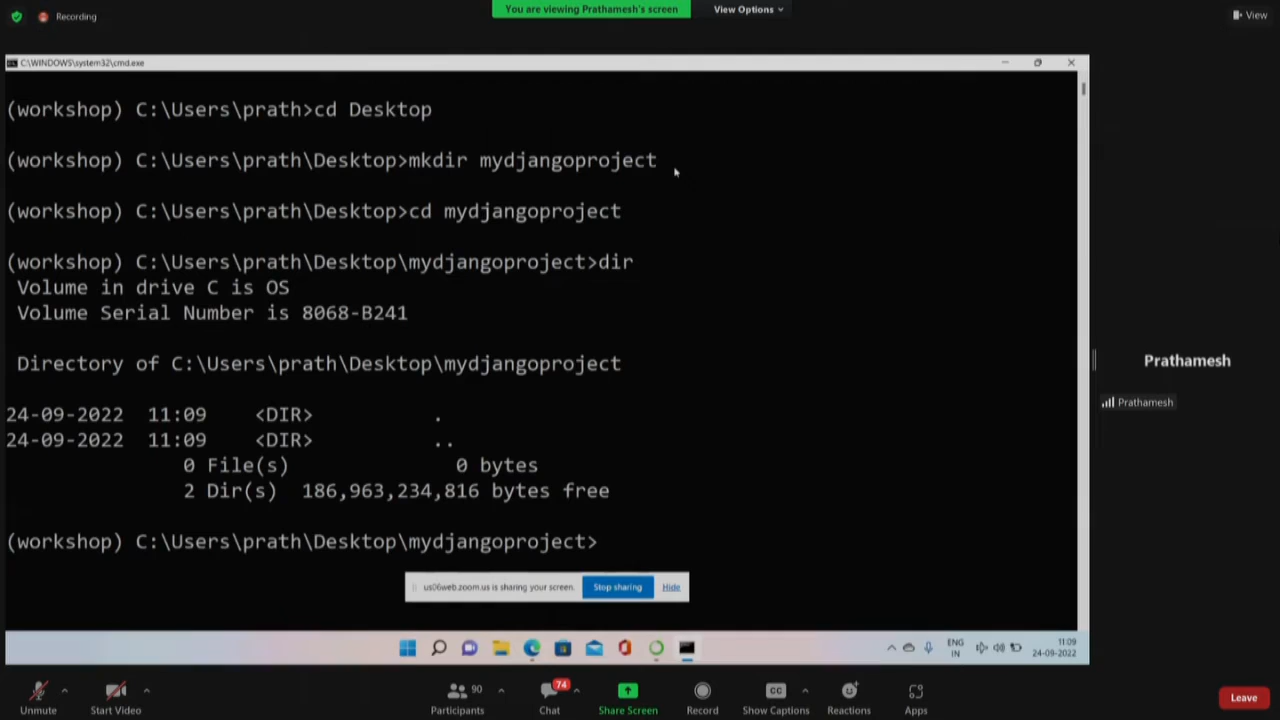 Recording
You are viewing Prathamesh's screen
View Options
View
C:\WINDOWS\system32\cmd.exe
(workshop) C:\Users\prath>cd Desktop
(workshop) C:\Users\prath\Desktop>mkdir mydjangoproject
(workshop) C:\Users\prath\Desktop>cd mydjangoproject
(workshop) C:\Users\prath\Desktop\mydjangoproject>dir
Volume in drive C is OS
Volume Serial Number is 8068-B241
Directory of C:\Users\prath\Desktop\mydjangoproject
24-09-2022 11:09 <DIR> .
24-09-2022 11:09 <DIR> ..
0 File(s) 0 bytes
2 Dir(s) 186,963,234,816 bytes free
(workshop) C:\Users\prath\Desktop\mydjangoproject>
Prathamesh
Prathamesh
us06web.zoom.us is sharing your screen.
Stop sharing
Hide
ENG
IN
11:09
24-09-2022
Unmute
Start Video
90
Participants
74
Chat
Share Screen
Record
CC
Show Captions
Reactions
Apps
Leave